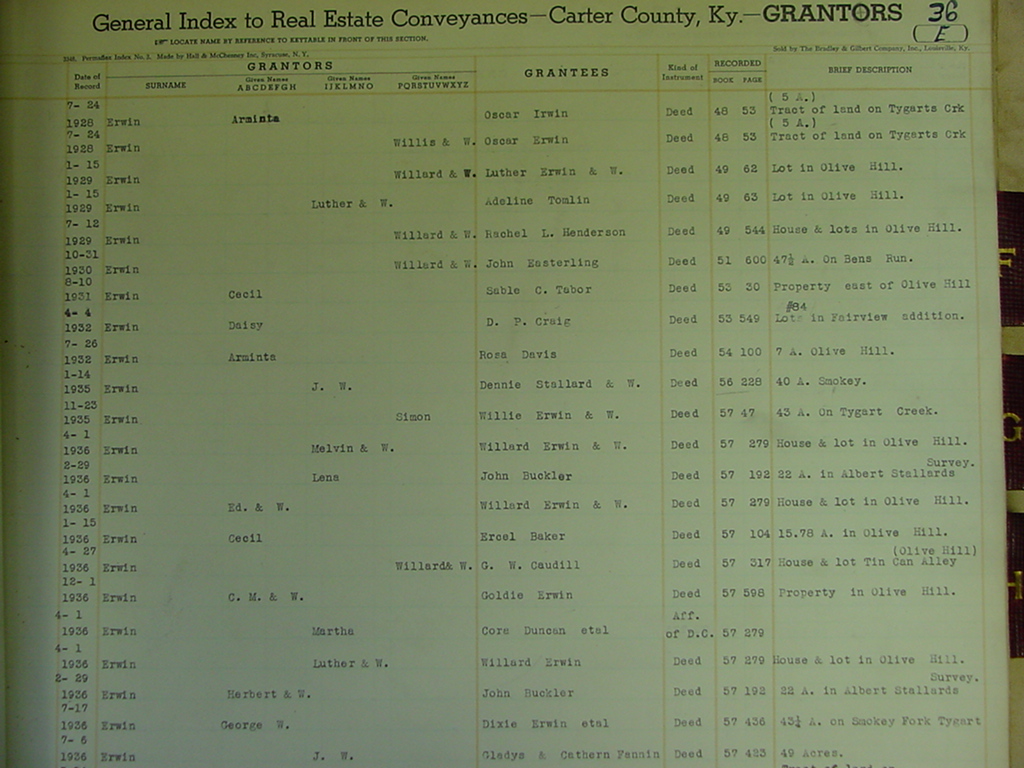 General Index to Real Estate Conveyances—Carter County, Ky.—GRANTORS 36
LOCATE NAME BY REFERENCE TO KEYTABLE IN FRONT OF THIS SECTION. (E)
Permaflex Index No. 3. Made by Hall & McChesney Inc, Syracuse, N. Y. Sold by The Bradley & Gilbert Company, Inc., Louisville, Ky.
GRANTORS GRANTEES Kind of Instrument RECORDED BRIEF DESCRIPTION
Date of Record SURNAME Given Names ABCDEFGH Given Names IJKLMNO Given Names PQRSTUVWXYZ BOOK PAGE
7- 24 ( 5 A.)
1928 Erwin Arminta Oscar Irwin Deed 48 53 Tract of land on Tygarts Crk
7- 24 ( 5 A.)
1928 Erwin Willis & W. Oscar Erwin Deed 48 53 Tract of land on Tygarts Crk
1- 15
1929 Erwin Willard & W. Luther Erwin & W. Deed 49 62 Lot in Olive Hill.
1- 15
1929 Erwin Luther & W. Adeline Tomlin Deed 49 63 Lot in Olive Hill.
7- 12
1929 Erwin Willard & W. Rachel L. Henderson Deed 49 544 House & lots in Olive Hill.
10-31
1930 Erwin Willard & W. John Easterling Deed 51 600 47½ A. On Bens Run.
8-10
1931 Erwin Cecil Sable C. Tabor Deed 53 30 Property east of Olive Hill
4- 4 #84
1932 Erwin Daisy D. P. Craig Deed 53 549 Lots in Fairview addition.
7- 26
1932 Erwin Arminta Rosa Davis Deed 54 100 7 A. Olive Hill.
1-14
1935 Erwin J. W. Dennie Stallard & W. Deed 56 228 40 A. Smokey.
11-23
1935 Erwin Simon Willie Erwin & W. Deed 57 47 43 A. On Tygart Creek.
4- 1
1936 Erwin Melvin & W. Willard Erwin & W. Deed 57 279 House & lot in Olive Hill.
2-29 Survey.
1936 Erwin Lena John Buckler Deed 57 192 22 A. in Albert Stallards
4- 1
1936 Erwin Ed. & W. Willard Erwin & W. Deed 57 279 House & lot in Olive Hill.
1- 15
1936 Erwin Cecil Ercel Baker Deed 57 104 15.78 A. in Olive Hill.
4- 27 (Olive Hill)
1936 Erwin Willard& W. G. W. Caudill Deed 57 317 House & lot Tin Can Alley
12- 1
1936 Erwin C. M. & W. Goldie Erwin Deed 57 598 Property in Olive Hill.
4- 1 Aff.
1936 Erwin Martha Cora Duncan etal of D.C. 57 279
4- 1
1936 Erwin Luther & W. Willard Erwin Deed 57 279 House & lot in Olive Hill.
2- 29 Survey.
1936 Erwin Herbert & W. John Buckler Deed 57 192 22 A. in Albert Stallards
7-17
1936 Erwin George W. Dixie Erwin etal Deed 57 436 A. on Smokey Fork Tygart
7- 6
1936 Erwin J. W. Gladys & Cathern Fannin Deed 57 423 49 Acres.
Tract of land on
F
G
H